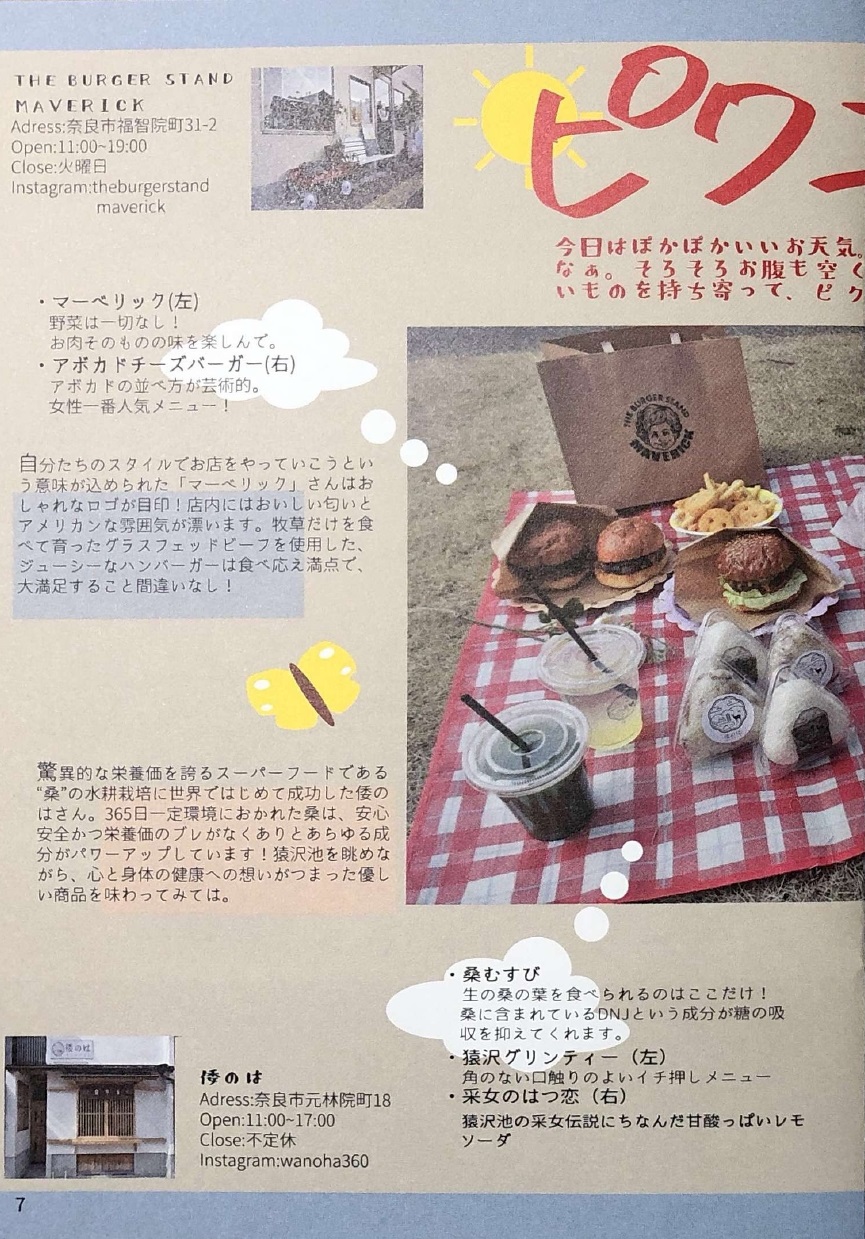 THE BURGER STAND
MAVERICK
Adress:奈良市福智院町31-2
Open:11:00~19:00
Close:火曜日
Instagram:theburgerstand
maverick
ピク
今日はぽかぽかいいお天気。
なぁ。そろそろお腹も空く
いものを持ち寄って、ピク
・マーベリック(左)
野菜は一切なし！
お肉そのものの味を楽しんで。
・アボカドチーズバーガー(右)
アボカドの並べ方が芸術的。
女性一番人気メニュー！
THE BURGER STAND
MAVERICK
自分たちのスタイルでお店をやっていこうとい
う意味が込められた「マーベリック」さんはお
しゃれなロゴが目印！店内にはおいしい匂いと
アメリカンな雰囲気が漂います。牧草だけを食
べて育ったグラスフェッドビーフを使用した、
ジューシーなハンバーガーは食べ応え満点で、
大満足すること間違いなし！
驚異的な栄養価を誇るスーパーフードである
“桑”の水耕栽培に世界ではじめて成功した倭の
はさん。365日一定環境におかれた桑は、安心
安全かつ栄養価のブレがなくありとあらゆる成
分がパワーアップしています！猿沢池を眺めな
がら、心と身体の健康への想いがつまった優し
い商品を味わってみては。
・桑むすび
生の桑の葉を食べられるのはここだけ！
桑に含まれているDNJという成分が糖の吸
収を抑えてくれます。
・猿沢グリンティー（左）
角のない口触りのよいイチ押しメニュー
・采女のはつ恋（右）
猿沢池の采女伝説にちなんだ甘酸っぱいレモ
ソーダ
倭のは
倭のは
Adress:奈良市元林院町18
Open:11:00~17:00
Close:不定休
Instagram:wanoha360
7